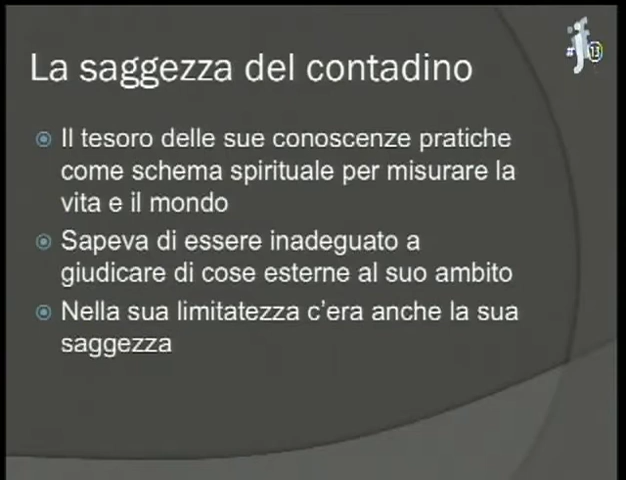 La saggezza del contadino
Il tesoro delle sue conoscenze pratiche
come schema spirituale per misurare la
vita e il mondo
Sapeva di essere inadeguato a
giudicare di cose esterne al suo ambito
Nella sua limitatezza c'era anche la sua
saggezza
#jf13